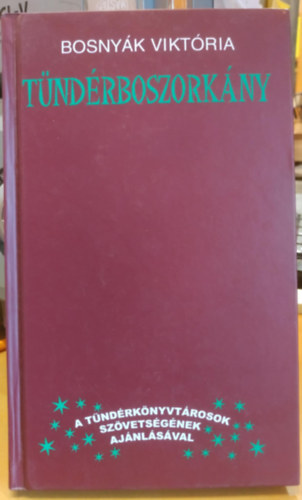 BOSNYÁK VIKTÓRIA
TÜNDÉRBOSZORKÁNY
A TÜNDÉRKÖNYVTÁROSOK
SZÖVETSÉGÉNEK
AJÁNLÁSÁVAL